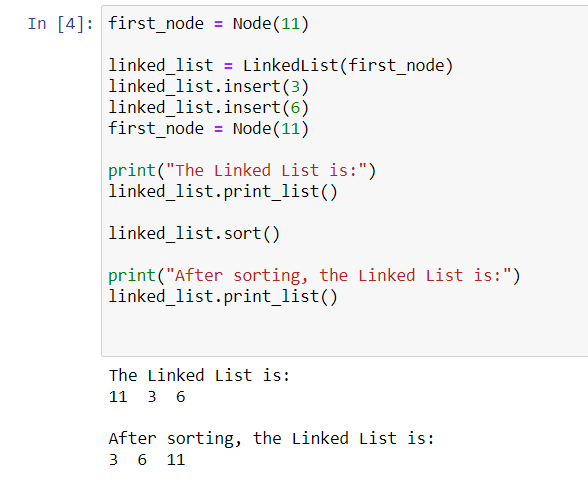 In [4]: first_node = Node(11)
linked_list = LinkedList(first_node)
linked_list.insert(3)
linked_list.insert(6)
first_node = Node(11)
print("The Linked List is:")
linked_list.print_list()
linked_list.sort()
print("After sorting, the Linked List is:")
linked_list.print_list()
The Linked List is:
11  3  6
After sorting, the Linked List is:
3  6  11